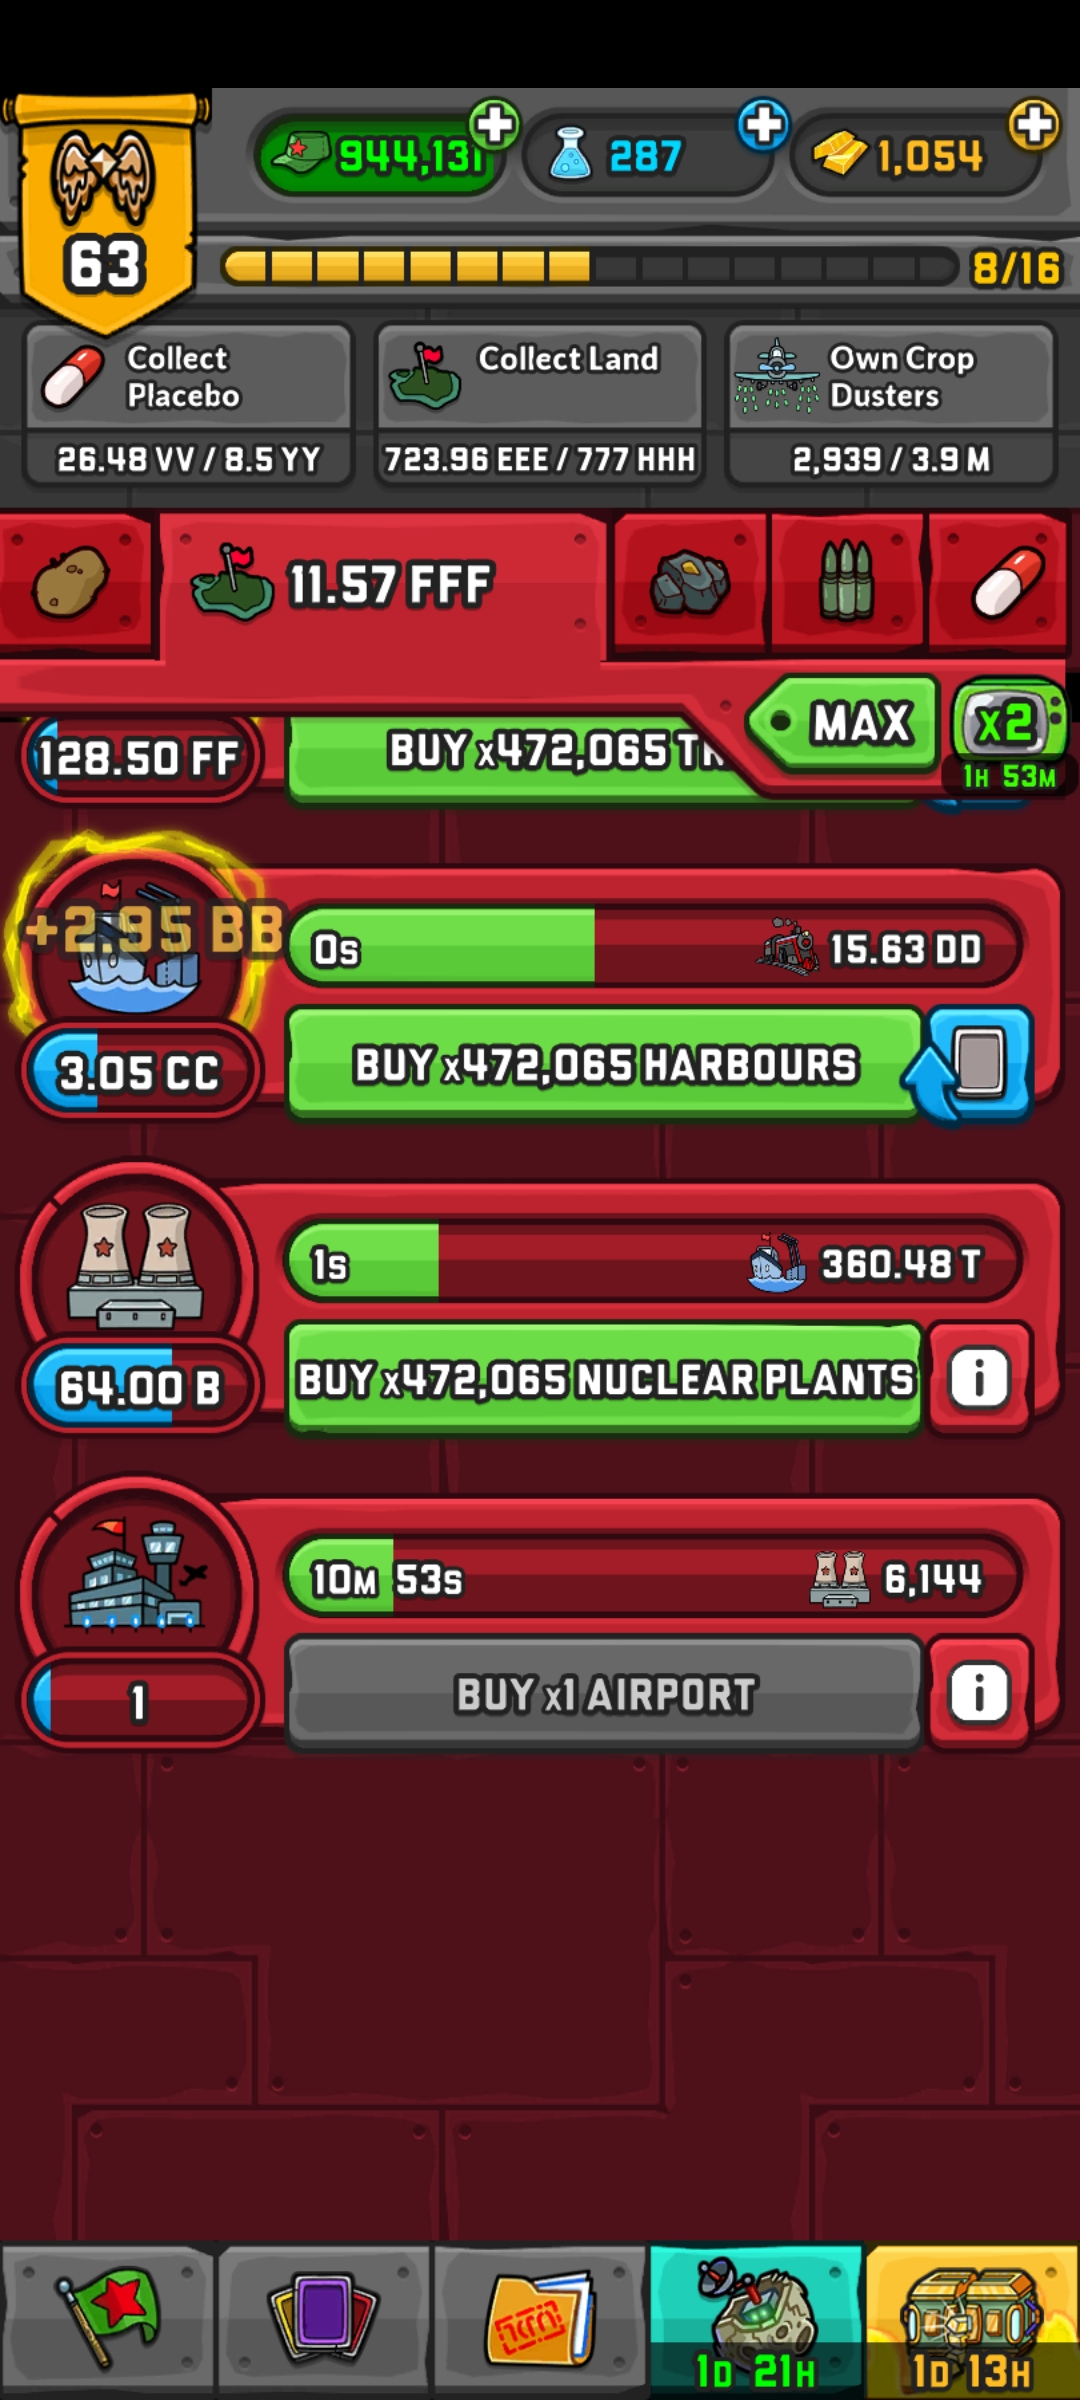 944,131
287
1,054
63
8/16
Collect
Placebo
26.48 VV / 8.5 YY
Collect Land
723.96 EEE / 777 HHH
Own Crop
Dusters
2,939 / 3.9 M
11.57 FFF
MAX
x2
1H 53M
128.50 FF
BUY x472,065
+2.95 BB
0s
15.63 DD
3.05 CC
BUY x472,065 HARBOURS
1s
360.48 T
64.00 B
BUY x472,065 NUCLEAR PLANTS
i
10M 53s
6,144
1
BUY x1 AIRPORT
i
1D 21H
1D 13H